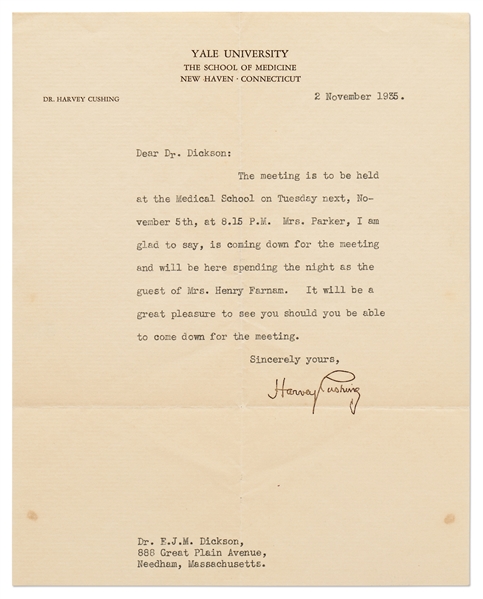 YALE UNIVERSITY
THE SCHOOL OF MEDICINE
NEW HAVEN · CONNECTICUT
DR. HARVEY CUSHING
2 November 1935.
Dear Dr. Dickson:
The meeting is to be held
at the Medical School on Tuesday next, No-
vember 5th, at 8.15 P.M. Mrs. Parker, I am
glad to say, is coming down for the meeting
and will be here spending the night as the
guest of Mrs. Henry Farnam. It will be a
great pleasure to see you should you be able
to come down for the meeting.
Sincerely yours,
Harvey Cushing
Dr. E.J.M. Dickson,
888 Great Plain Avenue,
Needham, Massachusetts.